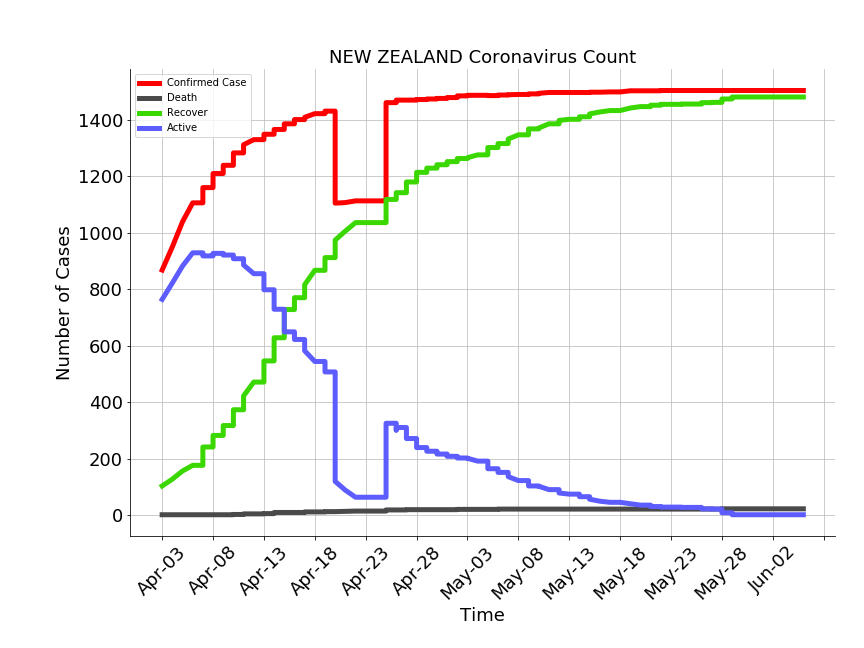 NEW ZEALAND Coronavirus Count
Confirmed Case
Death
Recover
Active
1400
1200
1000
800
600
400
200
0
Number of Cases
Apr-03
Apr-08
Apr-13
Apr-18
Apr-23
Apr-28
May-03
May-08
May-13
May-18
May-23
May-28
Jun-02
Time